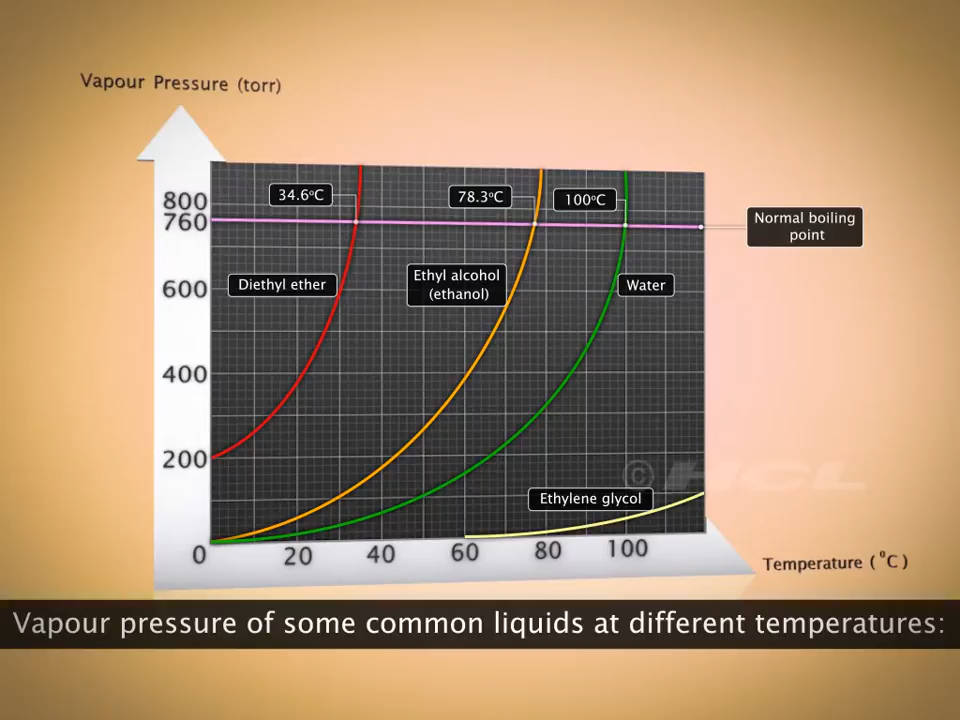 Vapour Pressure (torr)
800
760
600
400
200
0
20
40
60
80
100
34.6°C
78.3°C
100°C
Normal boiling
point
Diethyl ether
Ethyl alcohol
(ethanol)
Water
Ethylene glycol
© HCL
Temperature (°C)
Vapour pressure of some common liquids at different temperatures: